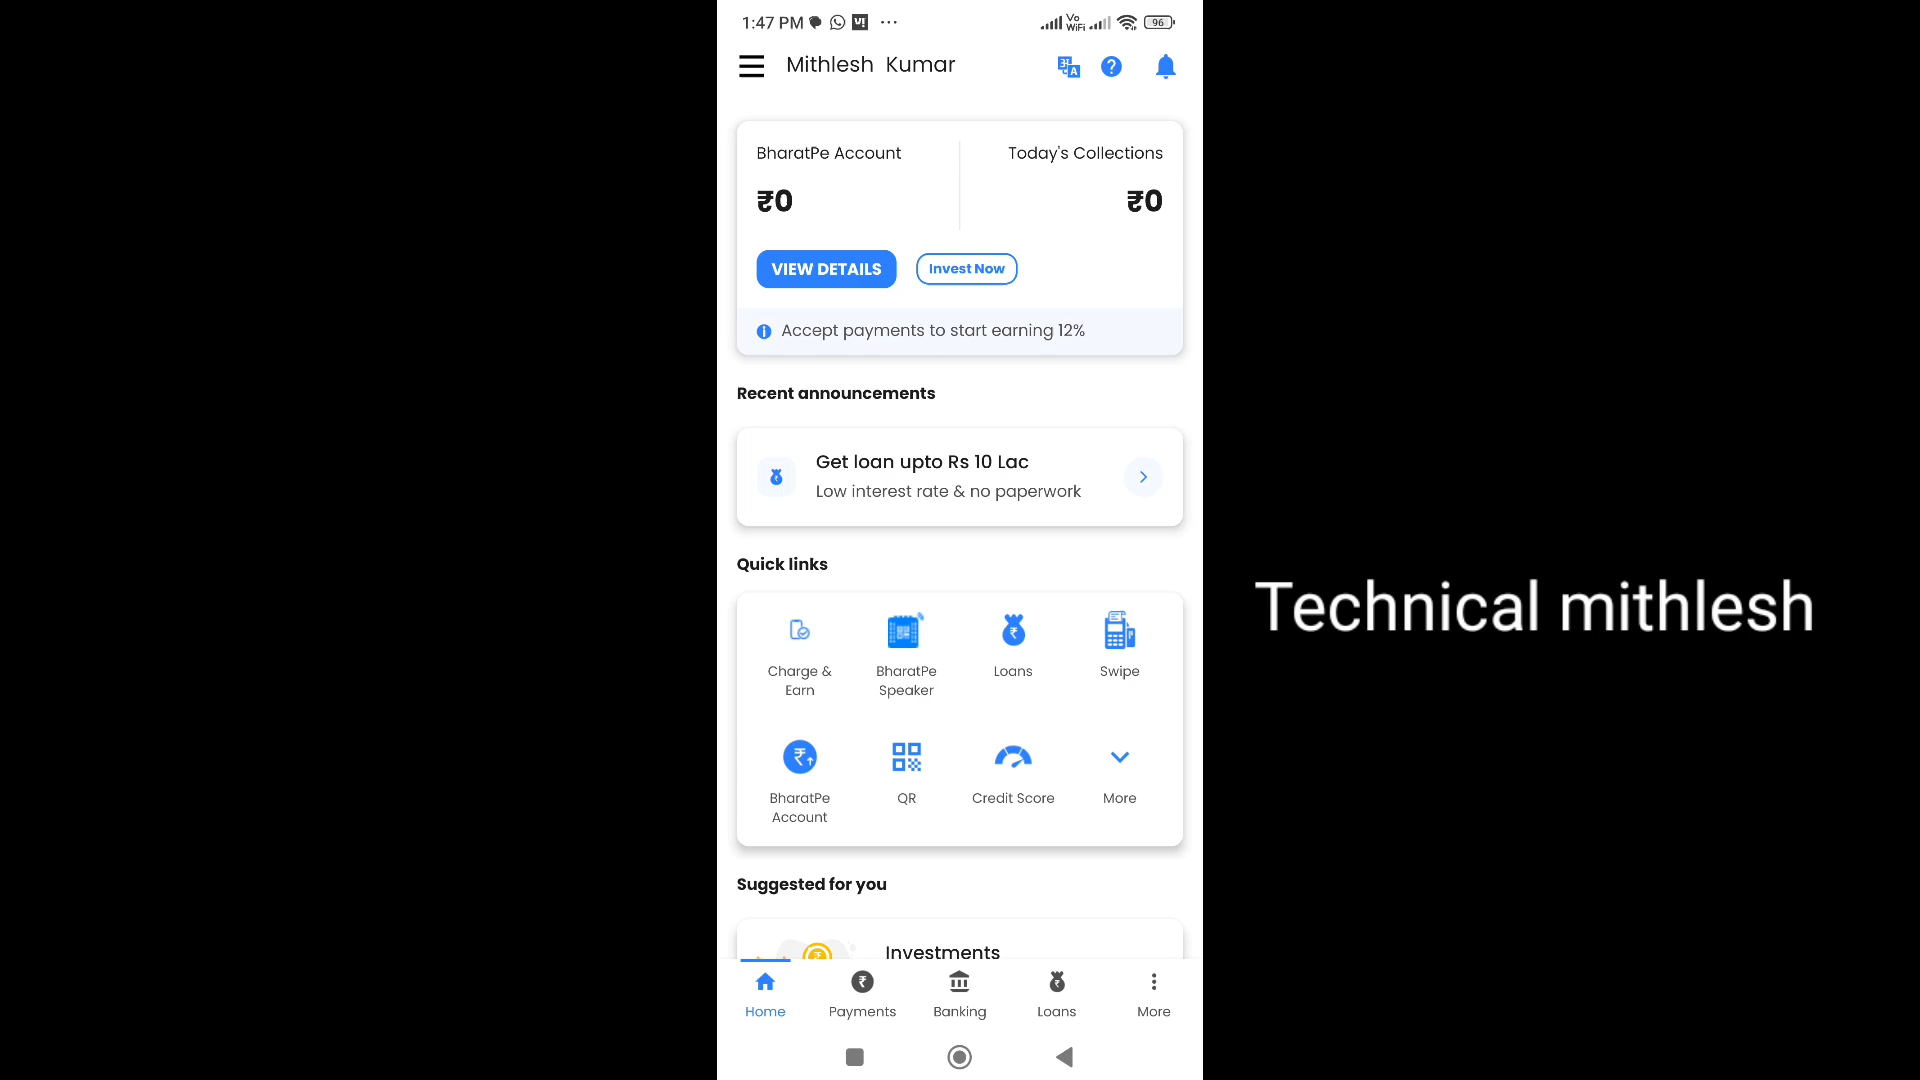 1:47 PM
Vo
WiFi
96
Mithlesh Kumar
BharatPe Account
Today's Collections
₹0
₹0
VIEW DETAILS
Invest Now
Accept payments to start earning 12%
Recent announcements
Get loan upto Rs 10 Lac
Low interest rate & no paperwork
Quick links
Charge &
Earn
BharatPe
Speaker
Loans
Swipe
Technical mithlesh
BharatPe
Account
QR
Credit Score
More
Suggested for you
Investments
Home
Payments
Banking
Loans
More